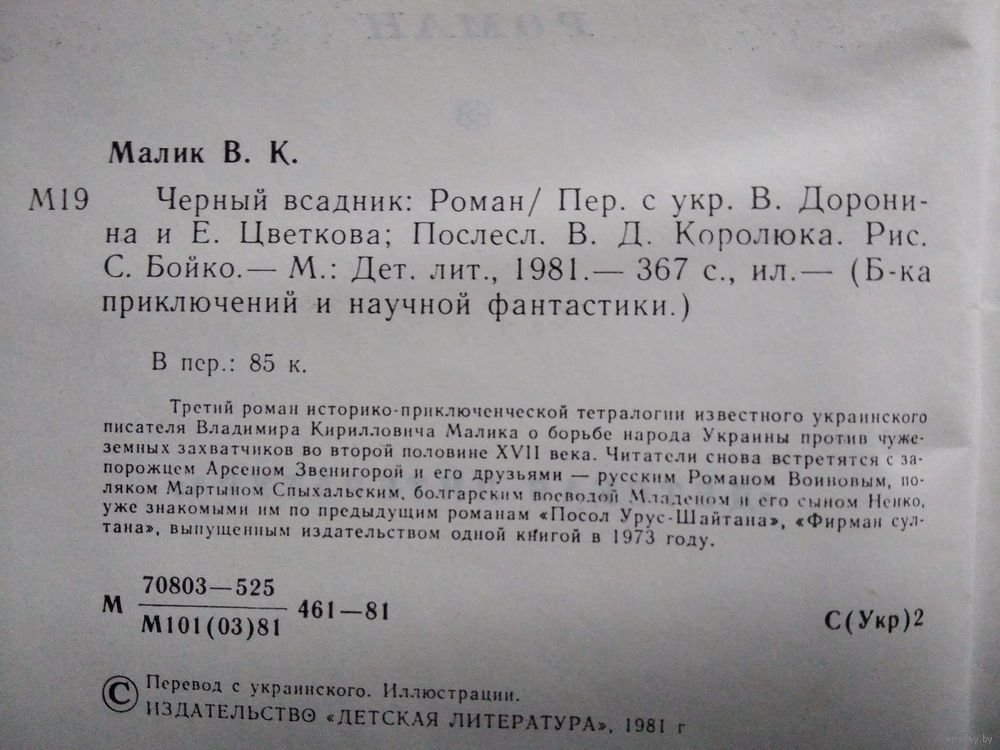 РОМАН
Малик В. К.
М19 Черный всадник: Роман/ Пер. с укр. В. Дорони-
на и Е. Цветкова; Послесл. В. Д. Королюка. Рис.
С. Бойко.— М.: Дет. лит., 1981.— 367 с., ил.— (Б-ка
приключений и научной фантастики.)
В пер.: 85 к.
Третий роман историко-приключенческой тетралогии известного украинского
писателя Владимира Кирилловича Малика о борьбе народа Украины против чуже-
земных захватчиков во второй половине XVII века. Читатели снова встретятся с за-
порожцем Арсеном Звенигорой и его друзьями — русским Романом Воиновым, по-
ляком Мартыном Спыхальским, болгарским воеводой Младеном и его сыном Ненко,
уже знакомыми им по предыдущим романам «Посол Урус-Шайтана», «Фирман сул-
тана», выпущенным издательством одной книгой в 1973 году.
70803—525
М 461—81
М101(03)81
С(Укр)2
© Перевод с украинского. Иллюстрации.
ИЗДАТЕЛЬСТВО «ДЕТСКАЯ ЛИТЕРАТУРА», 1981 г